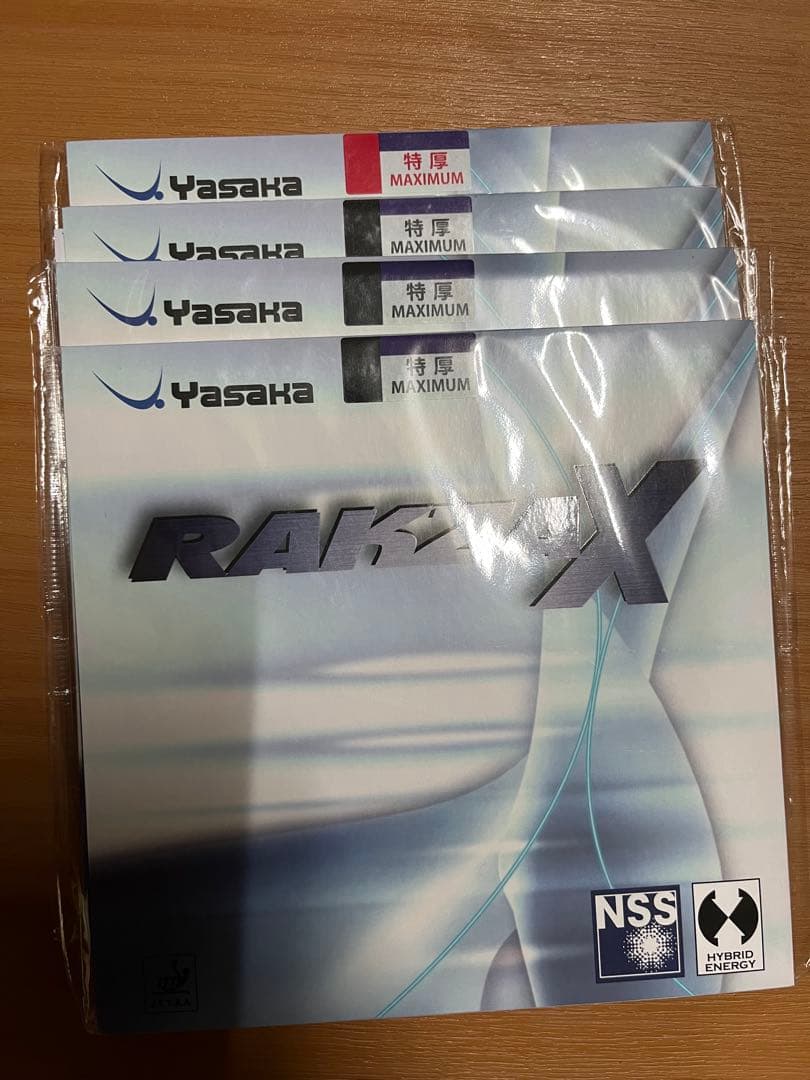 Yasaka
特厚
MAXIMUM
Yasaka
特厚
MAXIMUM
Yasaka
特厚
MAXIMUM
Yasaka
特厚
MAXIMUM
RAKZA X
NSS
HYBRID
ENERGY